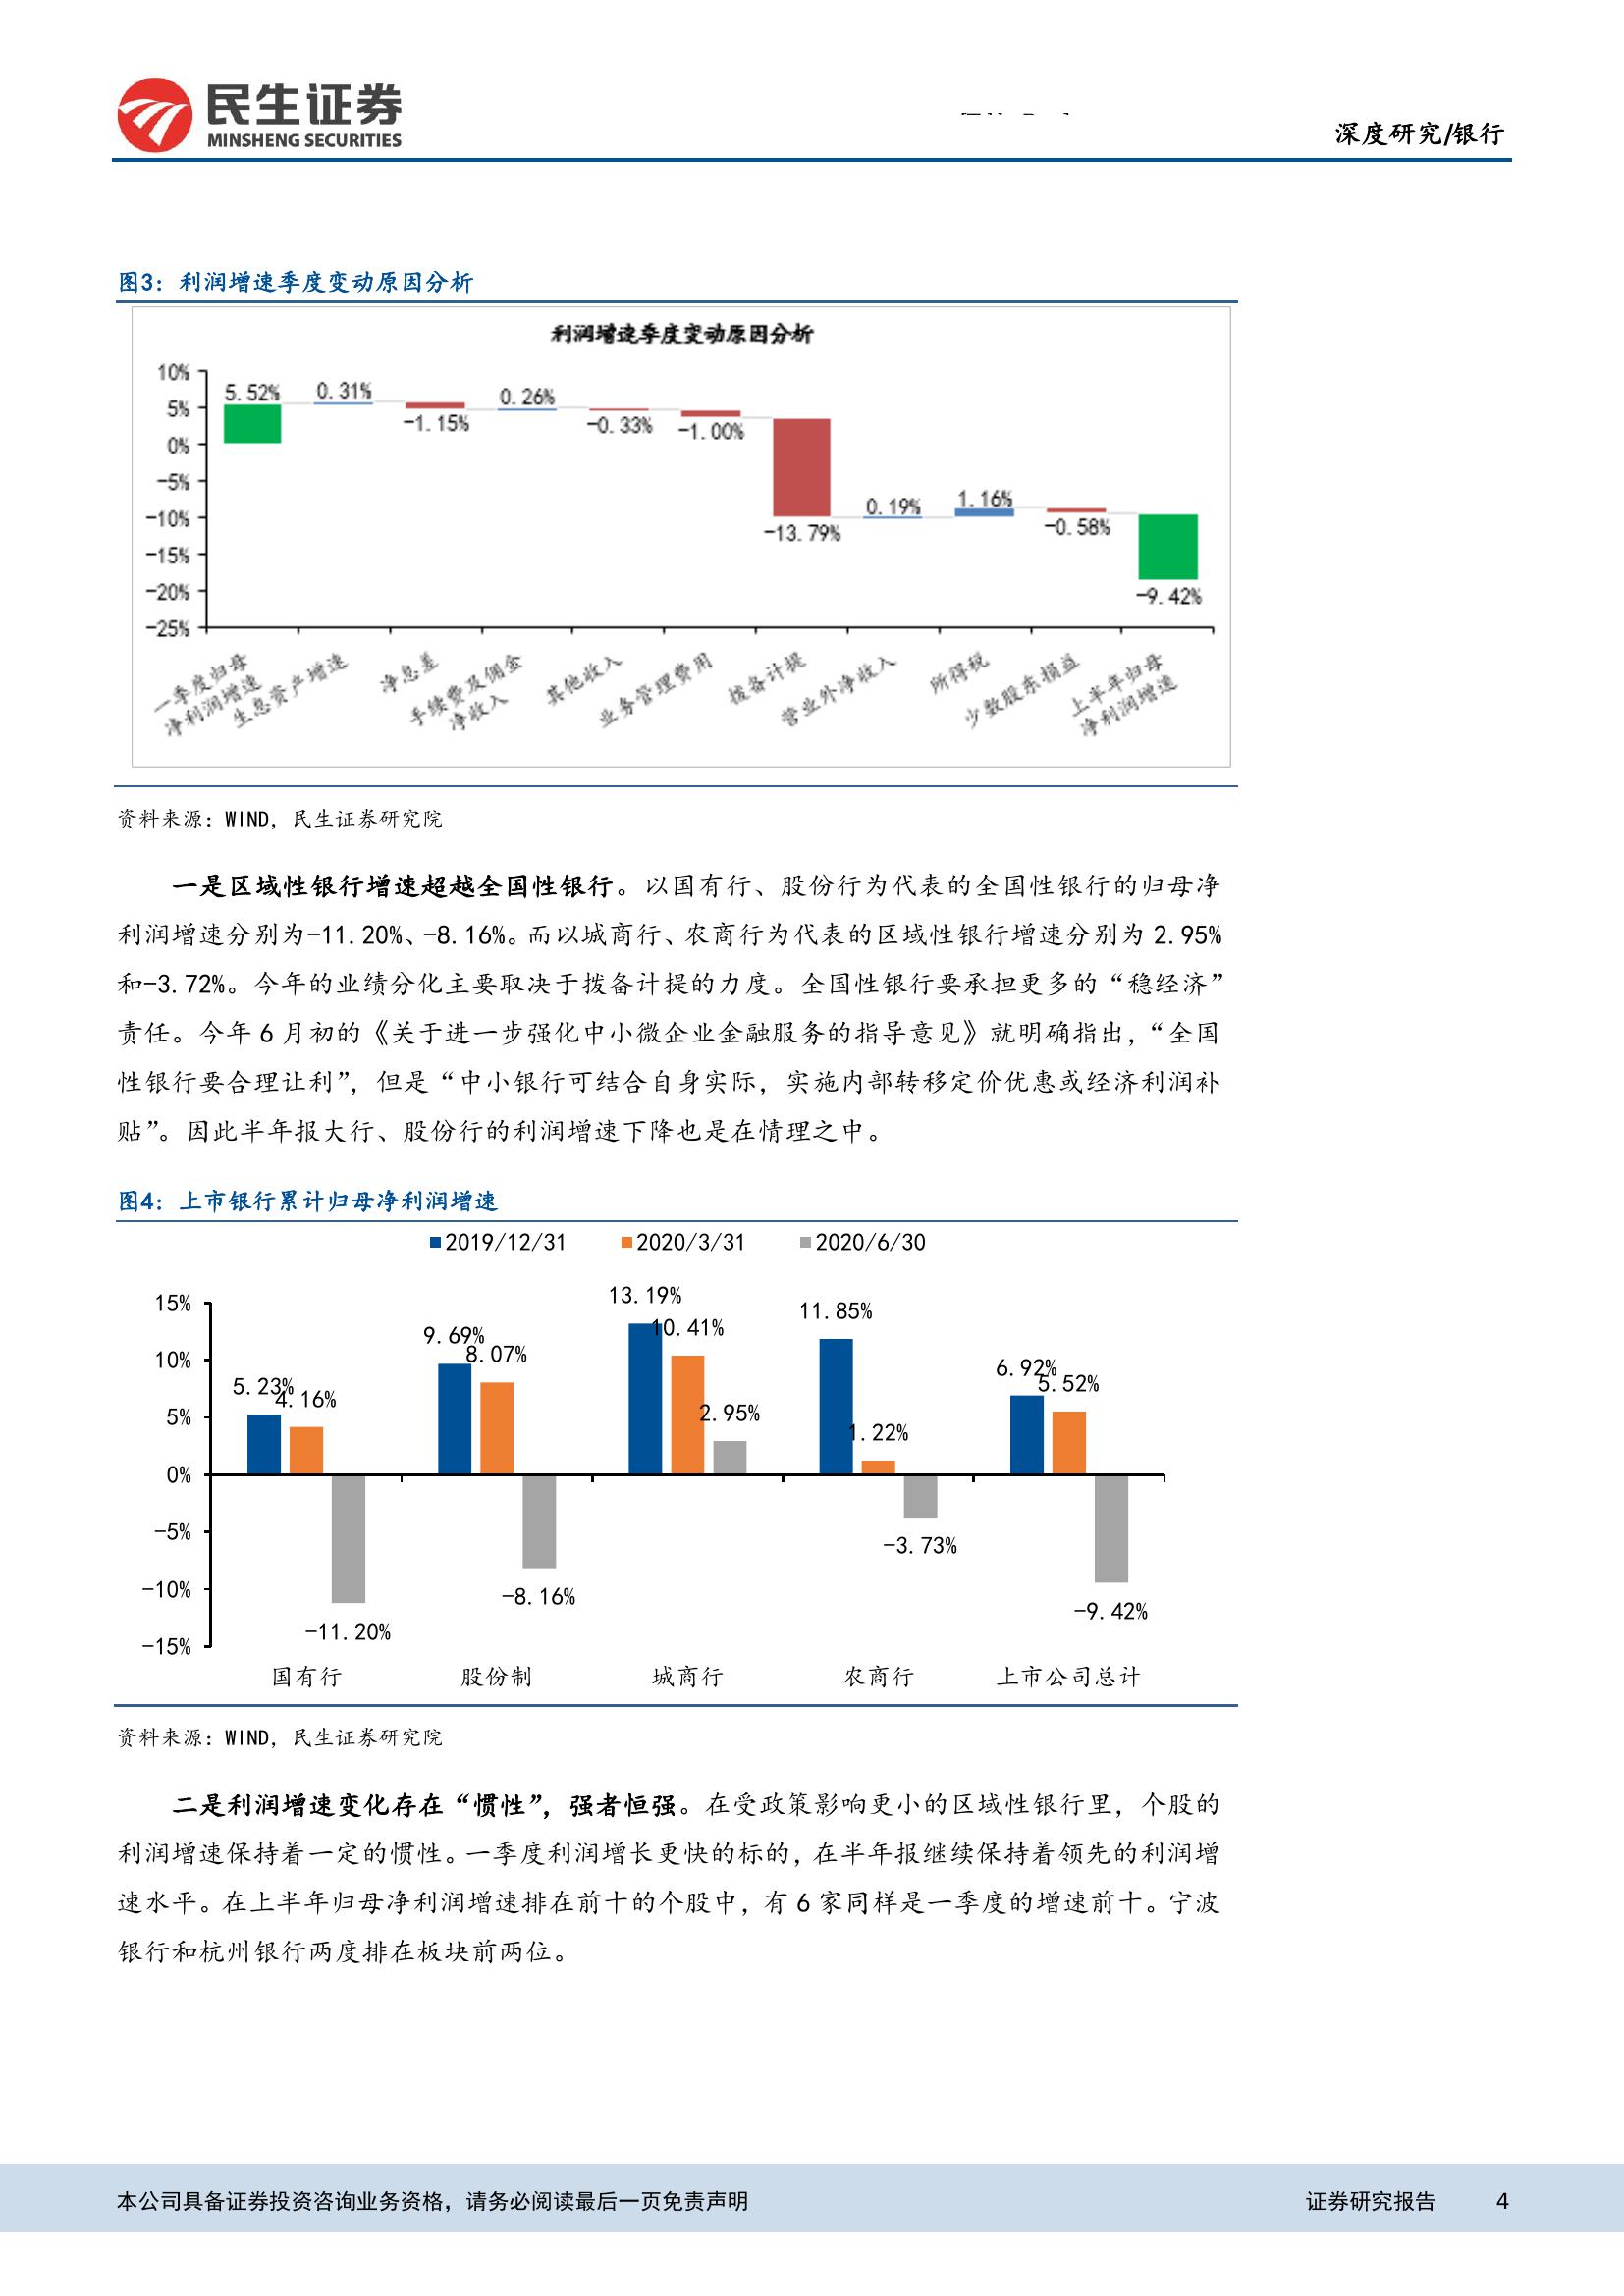 民生证券
MINSHENG SECURITIES
深度研究/银行
图3：利润增速季度变动原因分析
利润增速季度变动原因分析
10%
5%
0%
-5%
-10%
-15%
-20%
-25%
5.52%
0.31%
-1.15%
0.26%
-0.33%
-1.00%
-13.79%
0.19%
1.16%
-0.58%
-9.42%
一季度归母
净利润增速
生息资产增速
净息差
手续费及佣金
净收入
其他收入
业务管理费用
拨备计提
营业外净收入
所得税
少数股东损益
上半年归母
净利润增速
资料来源：WIND，民生证券研究院
一是区域性银行增速超越全国性银行。以国有行、股份行为代表的全国性银行的归母净
利润增速分别为-11.20%、-8.16%。而以城商行、农商行为代表的区域性银行增速分别为 2.95%
和-3.72%。今年的业绩分化主要取决于拨备计提的力度。全国性银行要承担更多的“稳经济”
责任。今年 6 月初的《关于进一步强化中小微企业金融服务的指导意见》就明确指出，“全国
性银行要合理让利”，但是“中小银行可结合自身实际，实施内部转移定价优惠或经济利润补
贴”。因此半年报大行、股份行的利润增速下降也是在情理之中。
图4：上市银行累计归母净利润增速
2019/12/31 2020/3/31 2020/6/30
15%
10%
5%
0%
-5%
-10%
-15%
5.23%
4.16%
-11.20%
9.69%
8.07%
-8.16%
13.19%
10.41%
2.95%
11.85%
1.22%
-3.73%
6.92%
5.52%
-9.42%
国有行 股份制 城商行 农商行 上市公司总计
资料来源：WIND，民生证券研究院
二是利润增速变化存在“惯性”，强者恒强。在受政策影响更小的区域性银行里，个股的
利润增速保持着一定的惯性。一季度利润增长更快的标的，在半年报继续保持着领先的利润增
速水平。在上半年归母净利润增速排在前十的个股中，有 6 家同样是一季度的增速前十。宁波
银行和杭州银行两度排在板块前两位。
本公司具备证券投资咨询业务资格，请务必阅读最后一页免责声明 证券研究报告 4